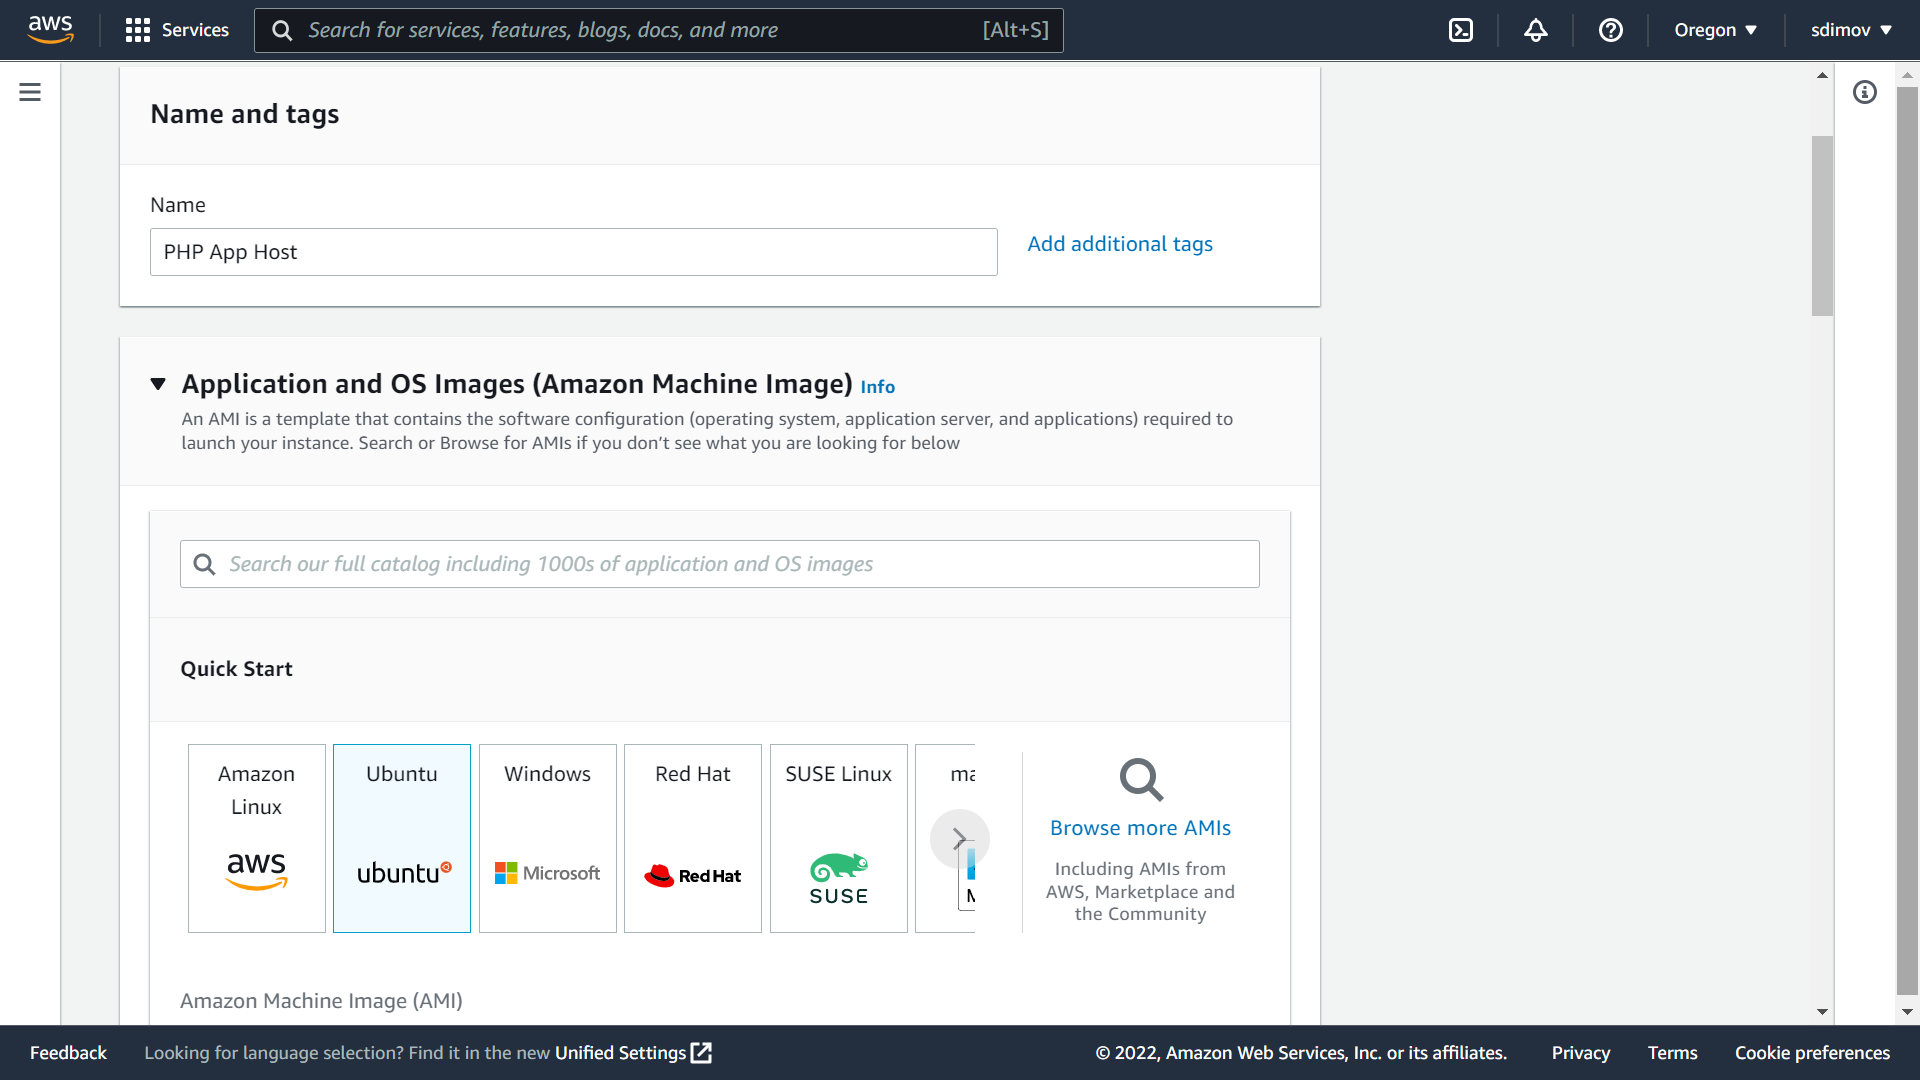 aws
Services
Search for services, features, blogs, docs, and more
[Alt+S]
Oregon
sdimov
Name and tags
Name
PHP App Host
Add additional tags
Application and OS Images (Amazon Machine Image) Info
An AMI is a template that contains the software configuration (operating system, application server, and applications) required to
launch your instance. Search or Browse for AMIs if you don’t see what you are looking for below
Search our full catalog including 1000s of application and OS images
Quick Start
Amazon
Linux
aws
Ubuntu
ubuntu
Windows
Microsoft
Red Hat
Red Hat
SUSE Linux
SUSE
ma
M
Browse more AMIs
Including AMIs from
AWS, Marketplace and
the Community
Amazon Machine Image (AMI)
Feedback
Looking for language selection? Find it in the new Unified Settings
© 2022, Amazon Web Services, Inc. or its affiliates.
Privacy
Terms
Cookie preferences